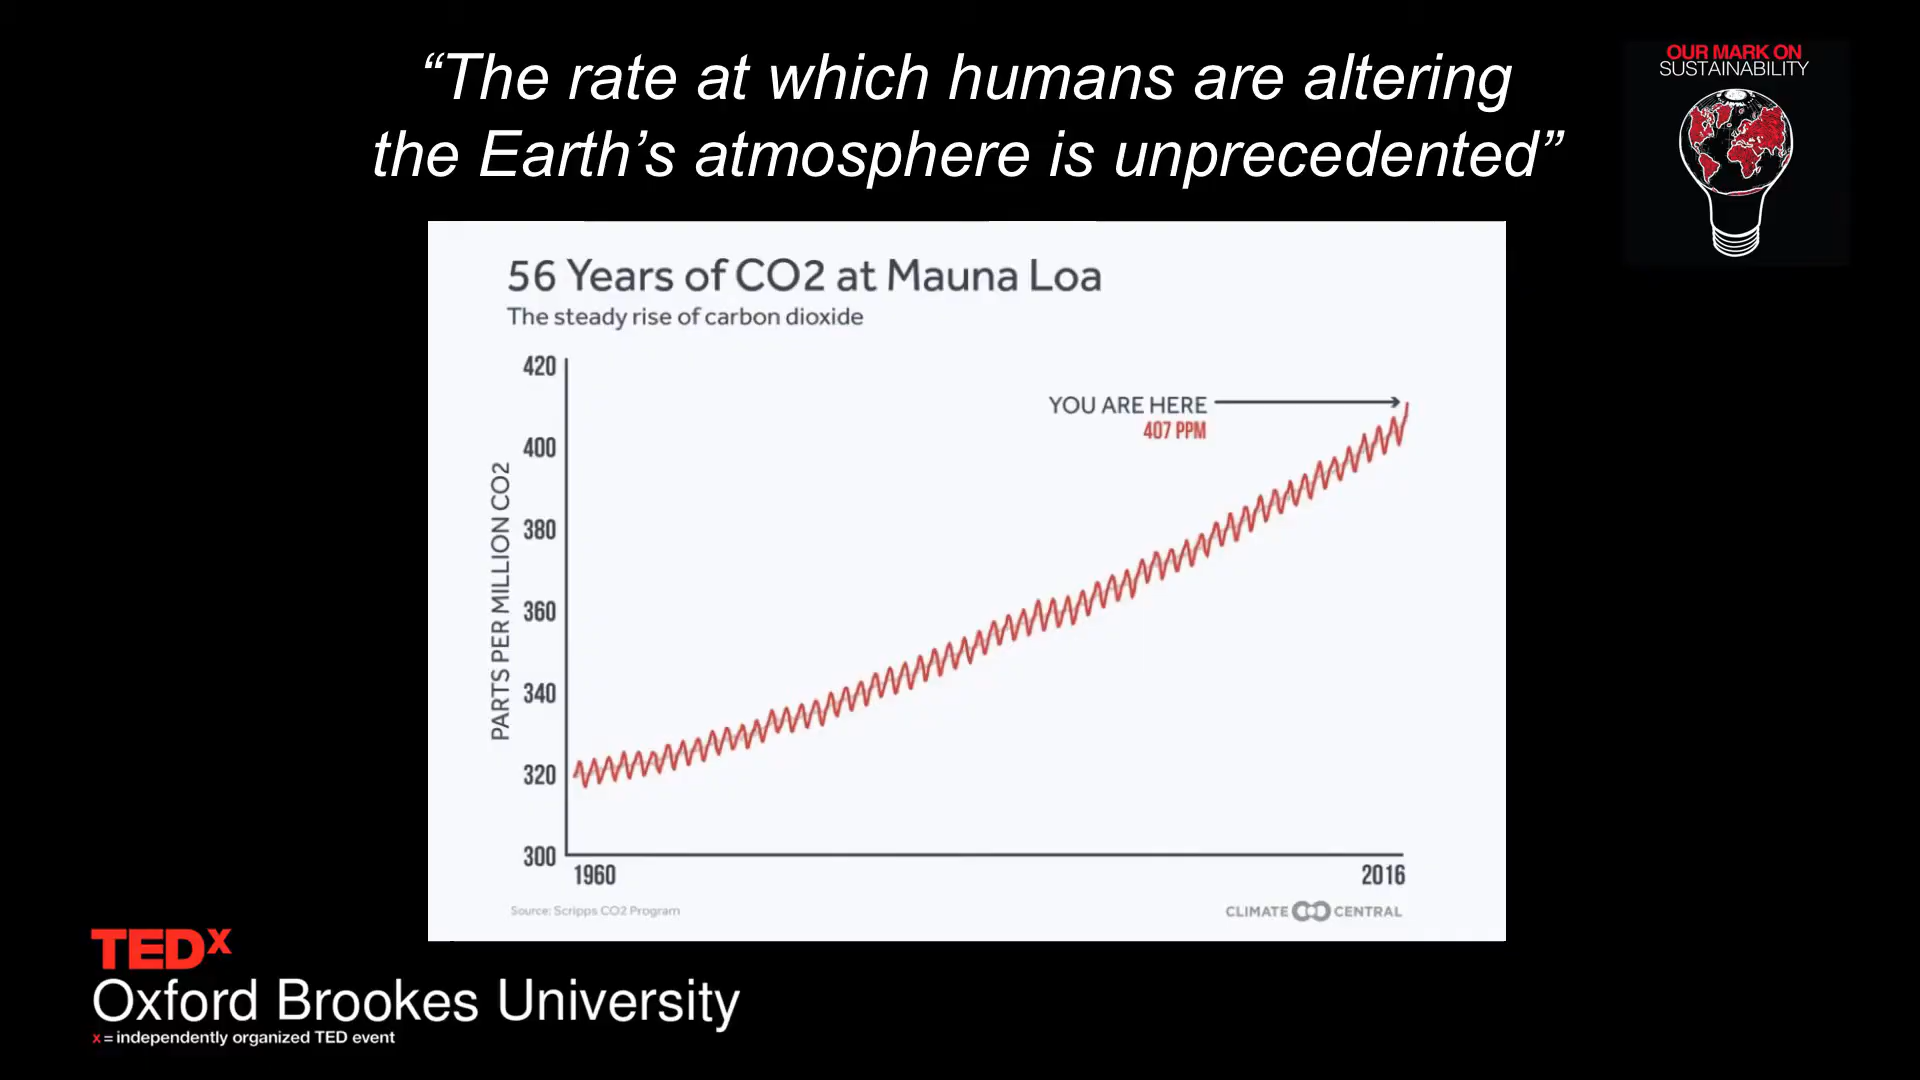 “The rate at which humans are altering
the Earth’s atmosphere is unprecedented”
OUR MARK ON
SUSTAINABILITY
56 Years of CO2 at Mauna Loa
The steady rise of carbon dioxide
PARTS PER MILLION CO2
420
400
380
360
340
320
300
YOU ARE HERE
407 PPM
1960
2016
Source: Scripps CO2 Program
CLIMATE CENTRAL
TEDx
Oxford Brookes University
x = independently organized TED event